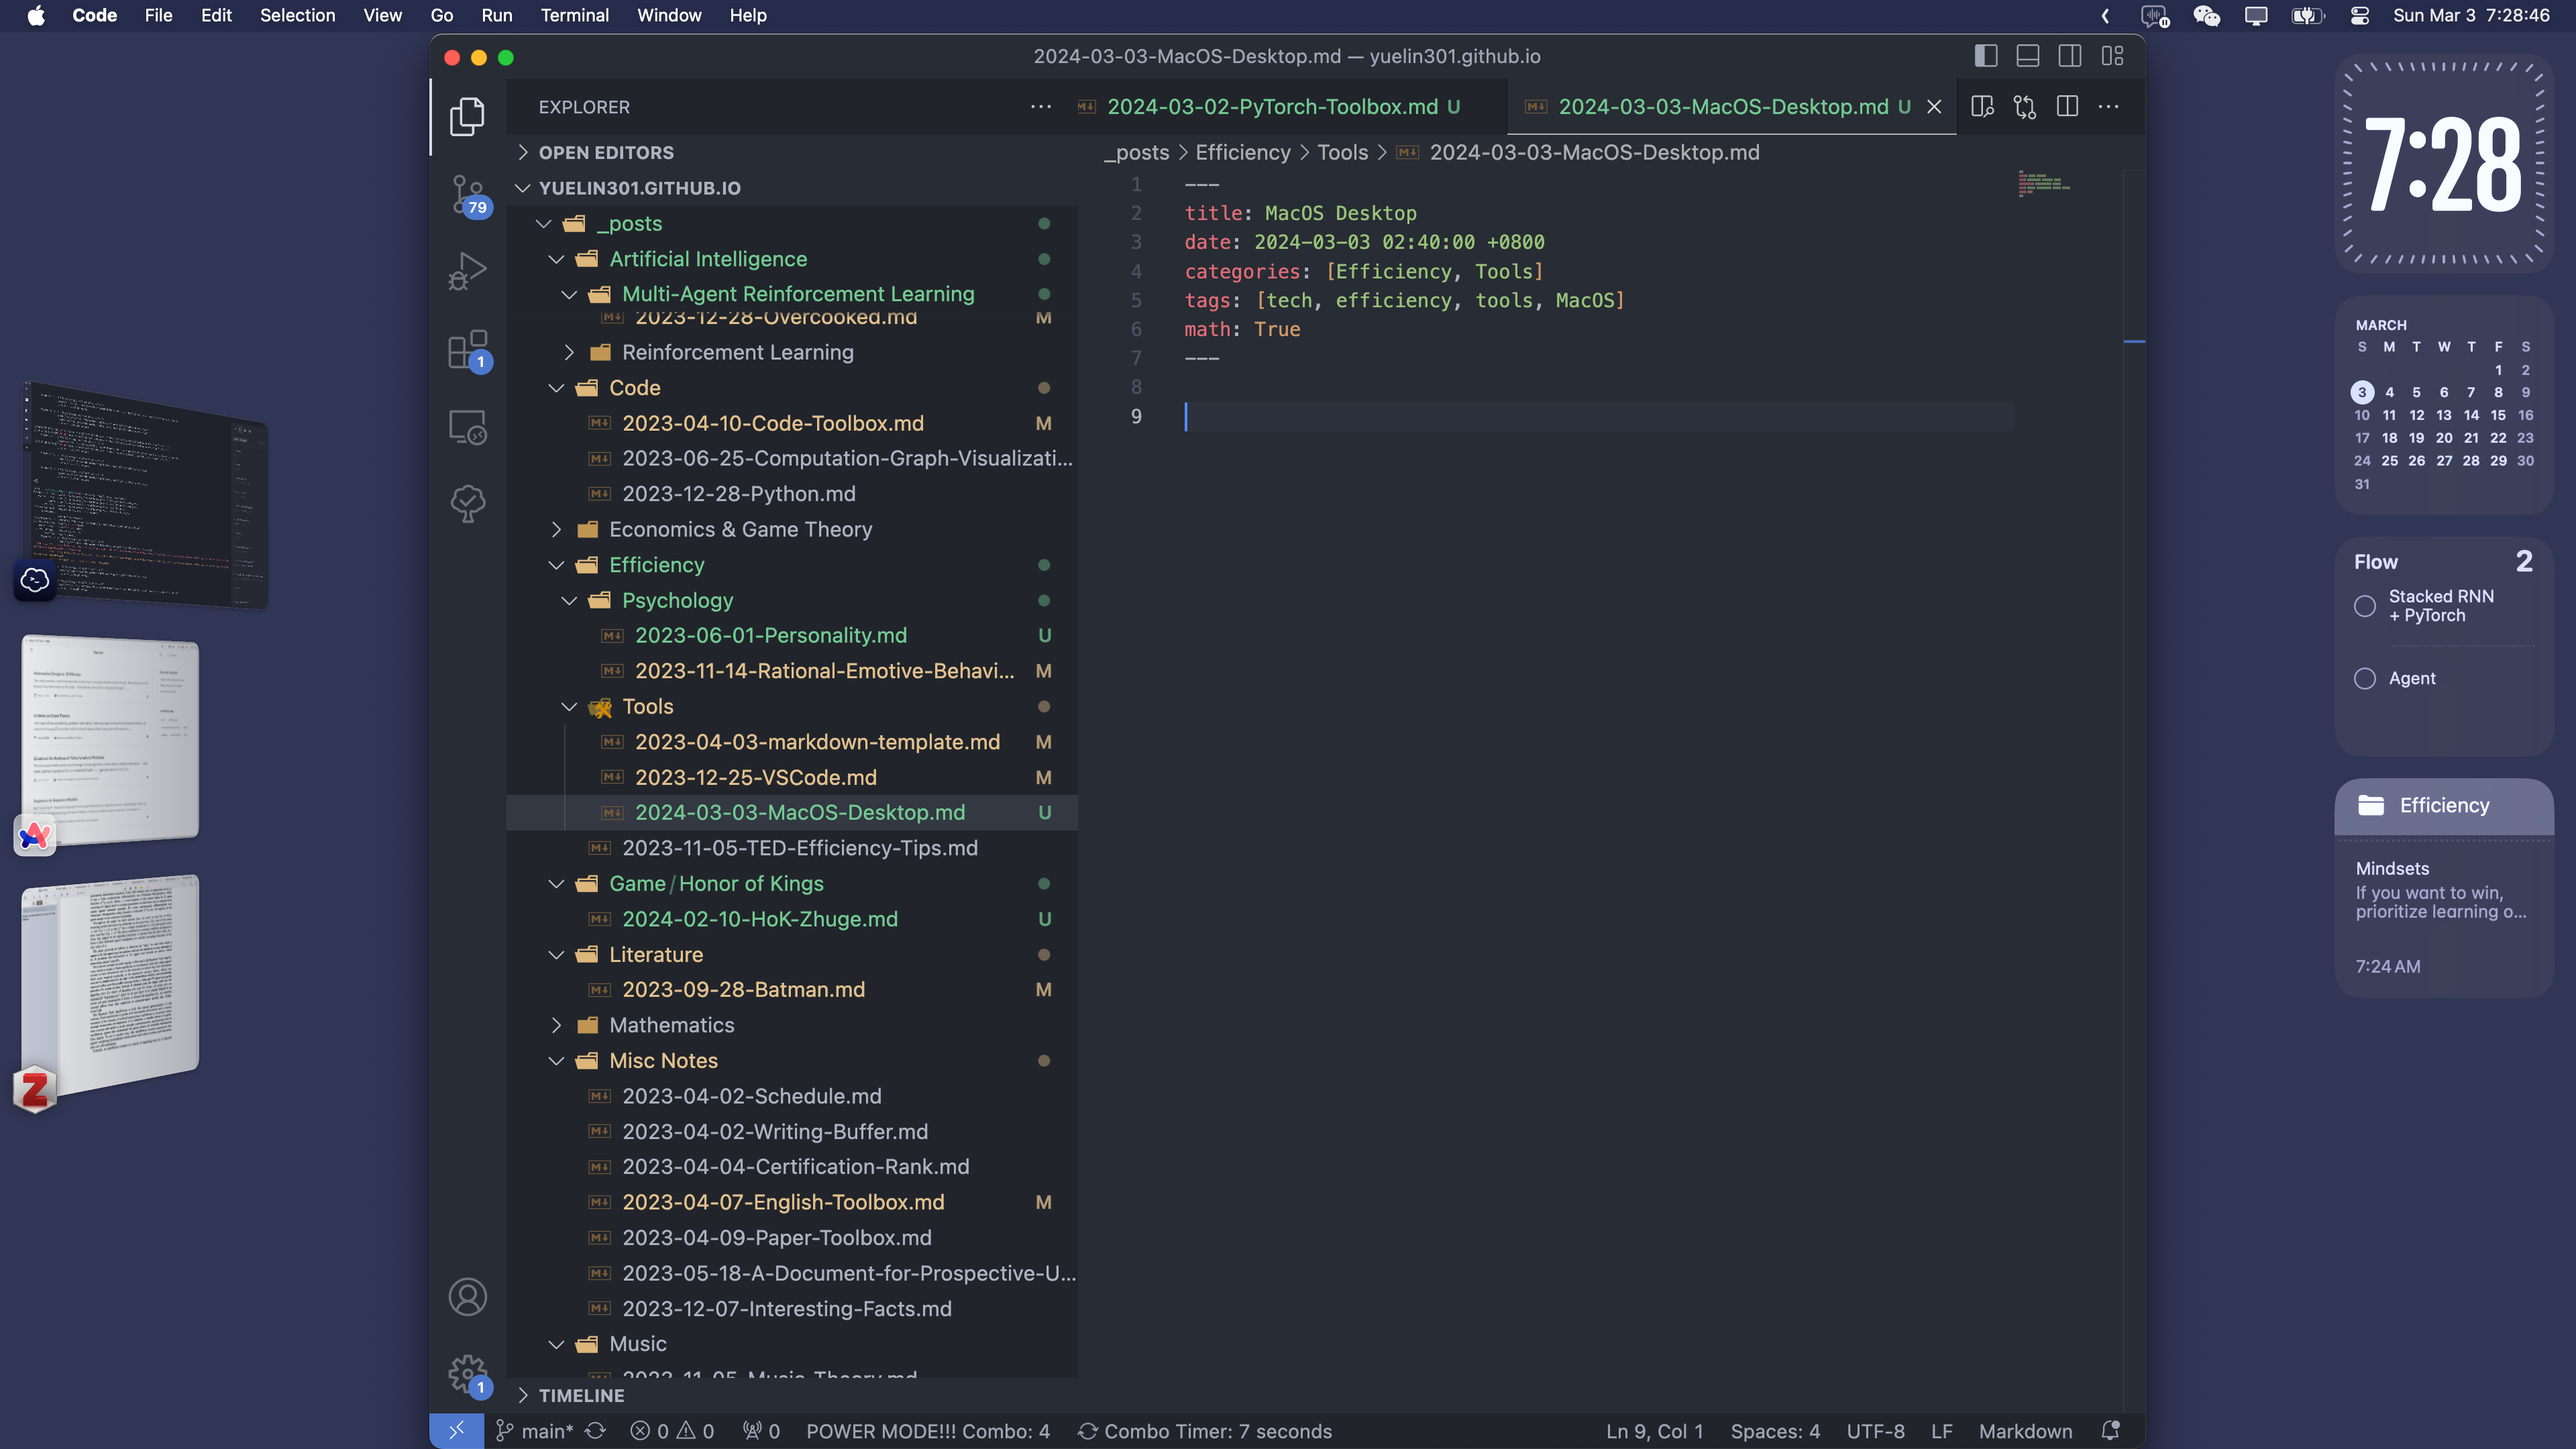 Code File Edit Selection View Go Run Terminal Window Help
Sun Mar 3 7:28:46
2024-03-03-MacOS-Desktop.md — yuelin301.github.io
EXPLORER
2024-03-02-PyTorch-Toolbox.md U
2024-03-03-MacOS-Desktop.md U
OPEN EDITORS
YUELIN301.GITHUB.IO
_posts
Artificial Intelligence
Multi-Agent Reinforcement Learning
2023-12-28-Overcooked.md M
Reinforcement Learning
Code
2023-04-10-Code-Toolbox.md M
2023-06-25-Computation-Graph-Visualizati...
2023-12-28-Python.md
Economics & Game Theory
Efficiency
Psychology
2023-06-01-Personality.md U
2023-11-14-Rational-Emotive-Behavi... M
Tools
2023-04-03-markdown-template.md M
2023-12-25-VSCode.md M
2024-03-03-MacOS-Desktop.md U
2023-11-05-TED-Efficiency-Tips.md
Game/Honor of Kings
2024-02-10-HoK-Zhuge.md U
Literature
2023-09-28-Batman.md M
Mathematics
Misc Notes
2023-04-02-Schedule.md
2023-04-02-Writing-Buffer.md
2023-04-04-Certification-Rank.md
2023-04-07-English-Toolbox.md M
2023-04-09-Paper-Toolbox.md
2023-05-18-A-Document-for-Prospective-U...
2023-12-07-Interesting-Facts.md
Music
2023-11-05-Music-Theory.md
TIMELINE
79
1
1
_posts > Efficiency > Tools > 2024-03-03-MacOS-Desktop.md
1 ---
2 title: MacOS Desktop
3 date: 2024-03-03 02:40:00 +0800
4 categories: [Efficiency, Tools]
5 tags: [tech, efficiency, tools, MacOS]
6 math: True
7 ---
8
9
main* 0 0 0 POWER MODE!!! Combo: 4 Combo Timer: 7 seconds
Ln 9, Col 1 Spaces: 4 UTF-8 LF Markdown
7:28
MARCH
S M T W T F S
1 2
3 4 5 6 7 8 9
10 11 12 13 14 15 16
17 18 19 20 21 22 23
24 25 26 27 28 29 30
31
Flow 2
Stacked RNN
+ PyTorch
Agent
Efficiency
Mindsets
If you want to win,
prioritize learning o...
7:24 AM